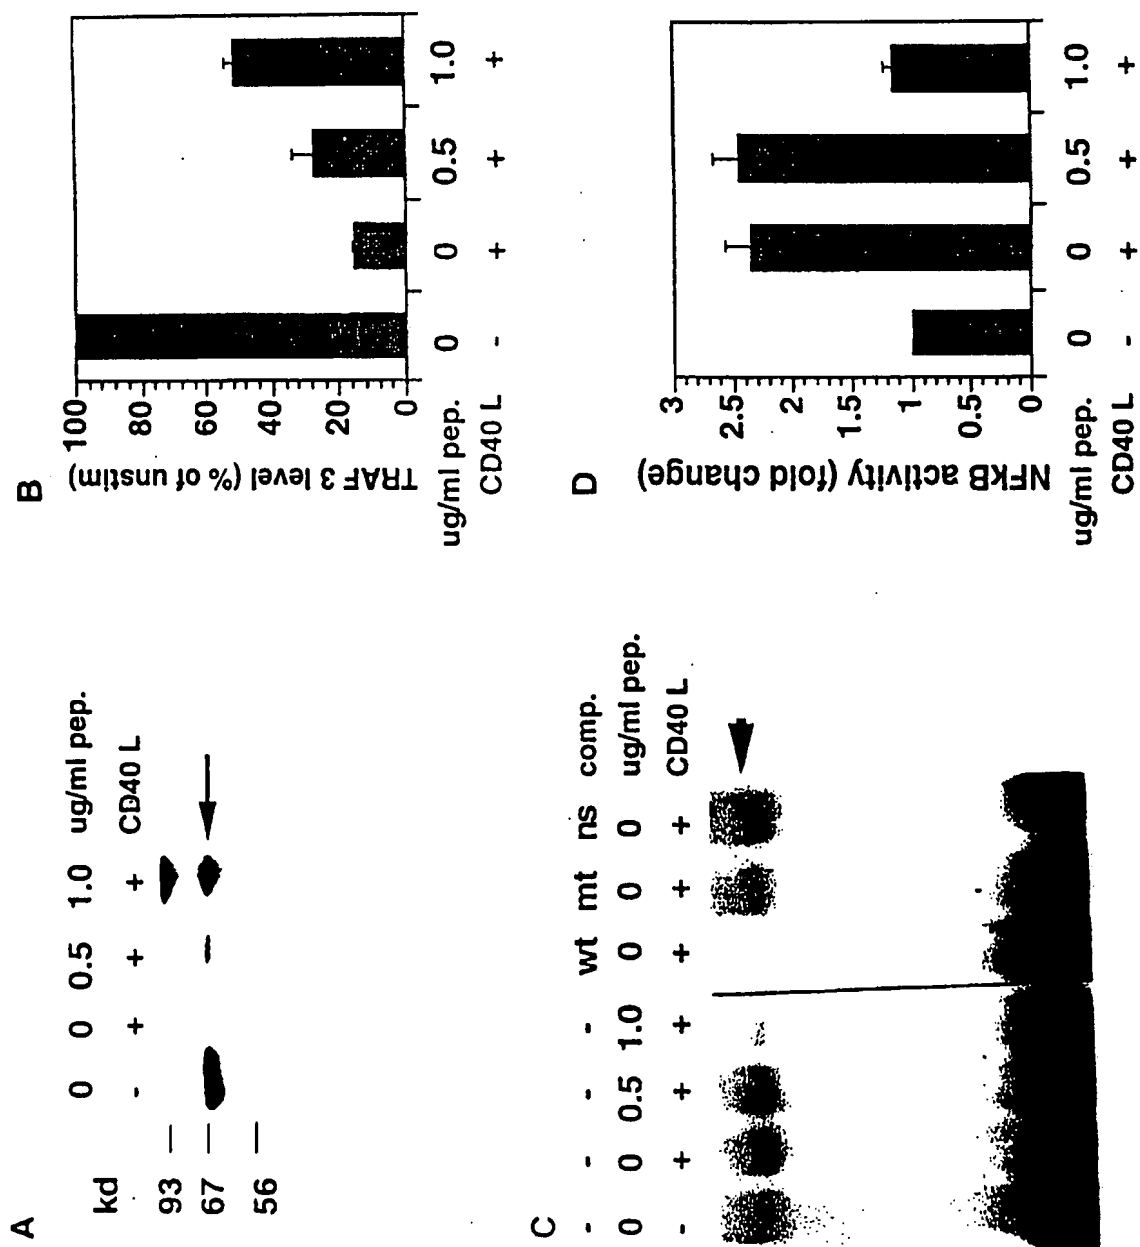 A
0 0 0.5 1.0 ug/ml pep.
- + + + CD40 L
kd
93
67
56
B
TRAF 3 level (% of unstim)
100
80
60
40
20
0
0 0 0.5 1.0
ug/ml pep.
- + + +
CD40 L
C
- - - - wt mt ns comp.
0 0 0.5 1.0 0 0 0 ug/ml pep.
- + + + + + + CD40 L
D
NFkB activity (fold change)
3
2.5
2
1.5
1
0.5
0
0 0 0.5 1.0
ug/ml pep.
- + + +
CD40 L